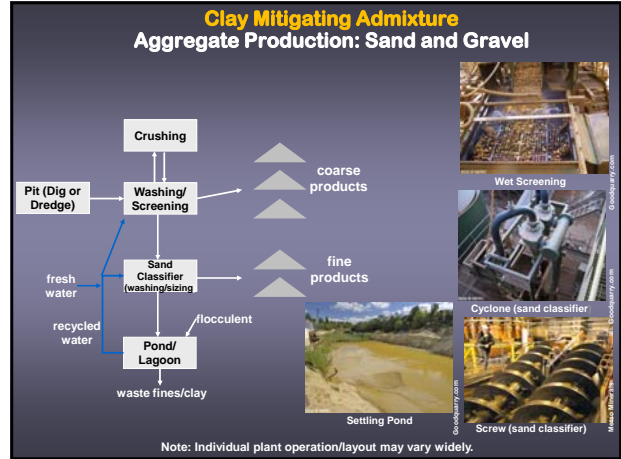 Clay Mitigating Admixture
Aggregate Production: Sand and Gravel
Crushing
Pit (Dig or
Dredge)
Washing/
Screening
coarse
products
Sand
Classifier
(washing/sizing
fine
products
fresh
water
recycled
water
flocculent
Pond/
Lagoon
waste fines/clay
Wet Screening
Goodquarry.com
Cyclone (sand classifier
Goodquarry.com
Settling Pond
Goodquarry.com
Screw (sand classifier)
Metso Minerals
Note: Individual plant operation/layout may vary widely.